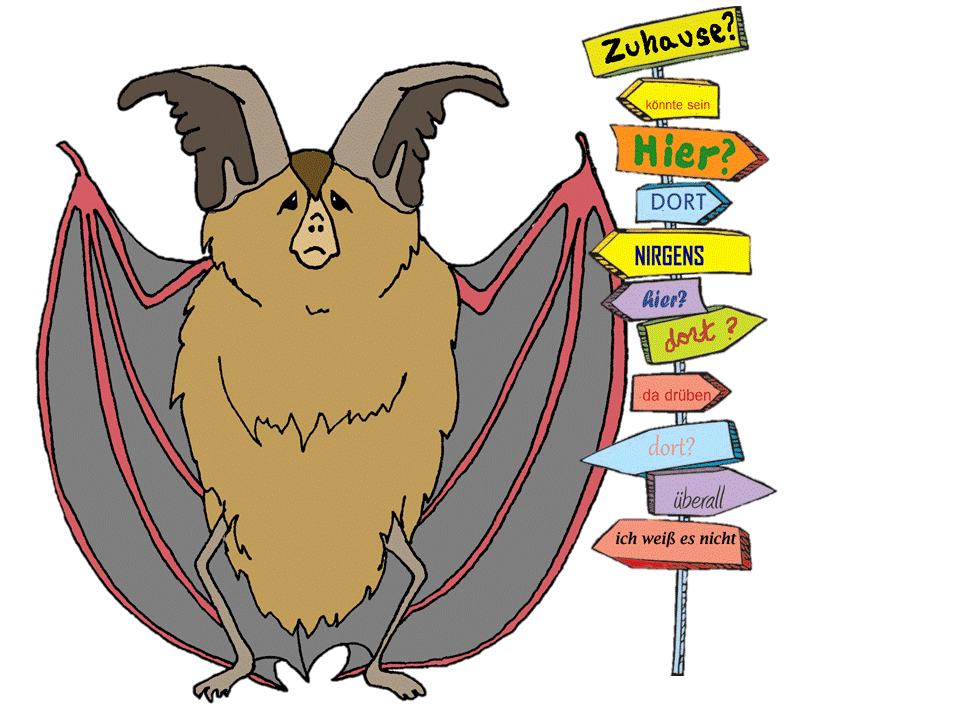 Zuhause?
könnte sein
Hier?
DORT
NIRGENS
hier?
dort ?
da drüben
dort?
überall
ich weiß es nicht